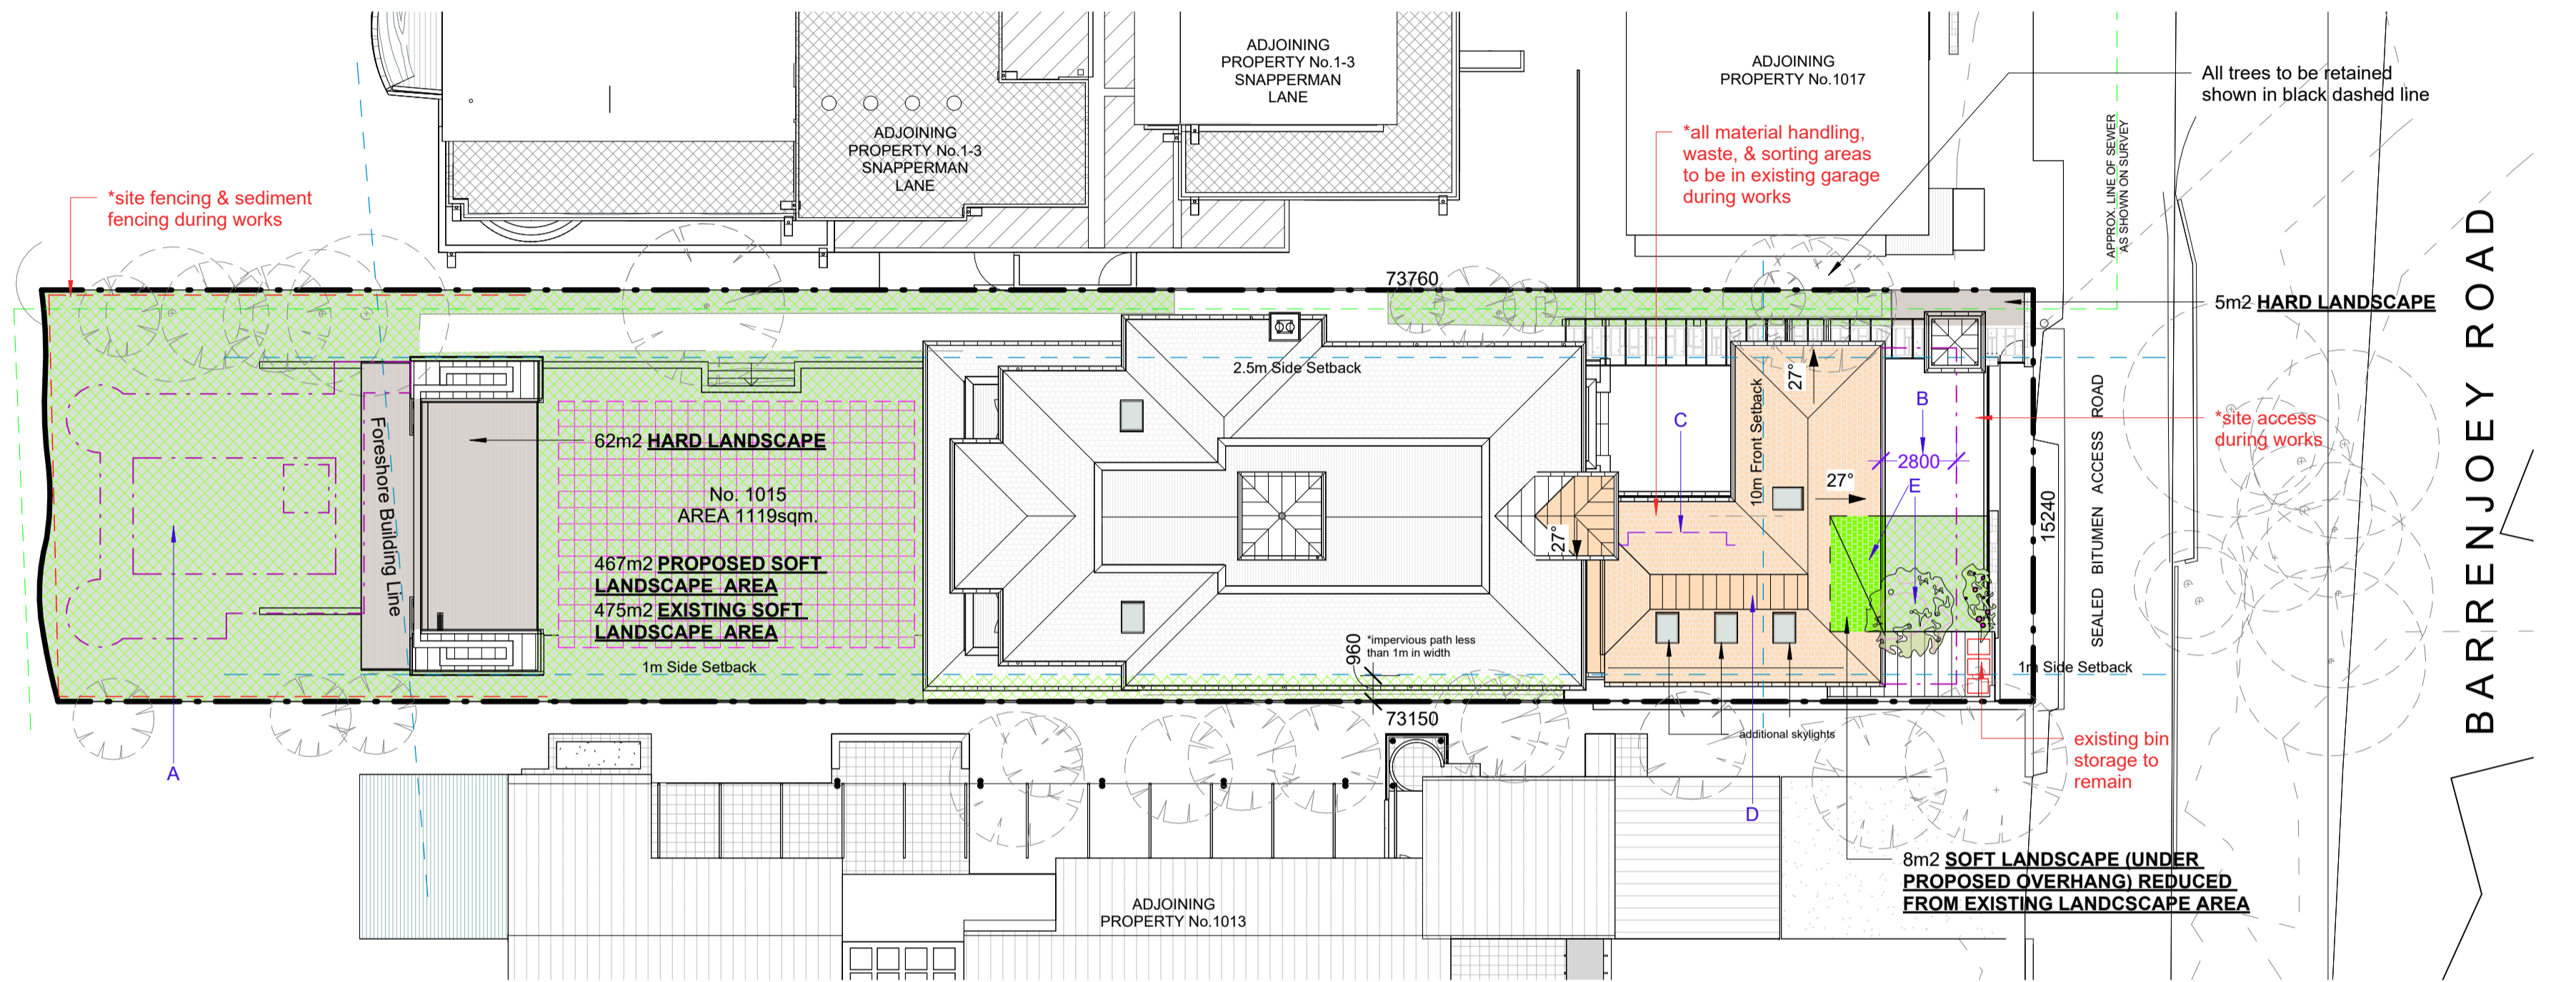 ADJOINING
PROPERTY No.1-3
SNAPPERMAN
LANE
ADJOINING
PROPERTY No.1-3
SNAPPERMAN
LANE
ADJOINING
PROPERTY No.1017
All trees to be retained
shown in black dashed line
*all material handling,
waste, & sorting areas
to be in existing garage
during works
APPROX. LINE OF SEWER
AS SHOWN ON SURVEY
*site fencing & sediment
fencing during works
73760
5m2 HARD LANDSCAPE
BARRENJOEY ROAD
SEALED BITUMEN ACCESS ROAD
2.5m Side Setback
10m Front Setback
27°
B
C
*site access
during works
2800
27°
E
27°
15240
Foreshore Building Line
62m2 HARD LANDSCAPE
No. 1015
AREA 1119sqm.
467m2 PROPOSED SOFT
LANDSCAPE AREA
475m2 EXISTING SOFT
LANDSCAPE AREA
1m Side Setback
960
*impervious path less
than 1m in width
1m Side Setback
73150
additional skylights
A
D
existing bin
storage to
remain
8m2 SOFT LANDSCAPE (UNDER
PROPOSED OVERHANG) REDUCED
FROM EXISTING LANDCSCAPE AREA
ADJOINING
PROPERTY No.1013